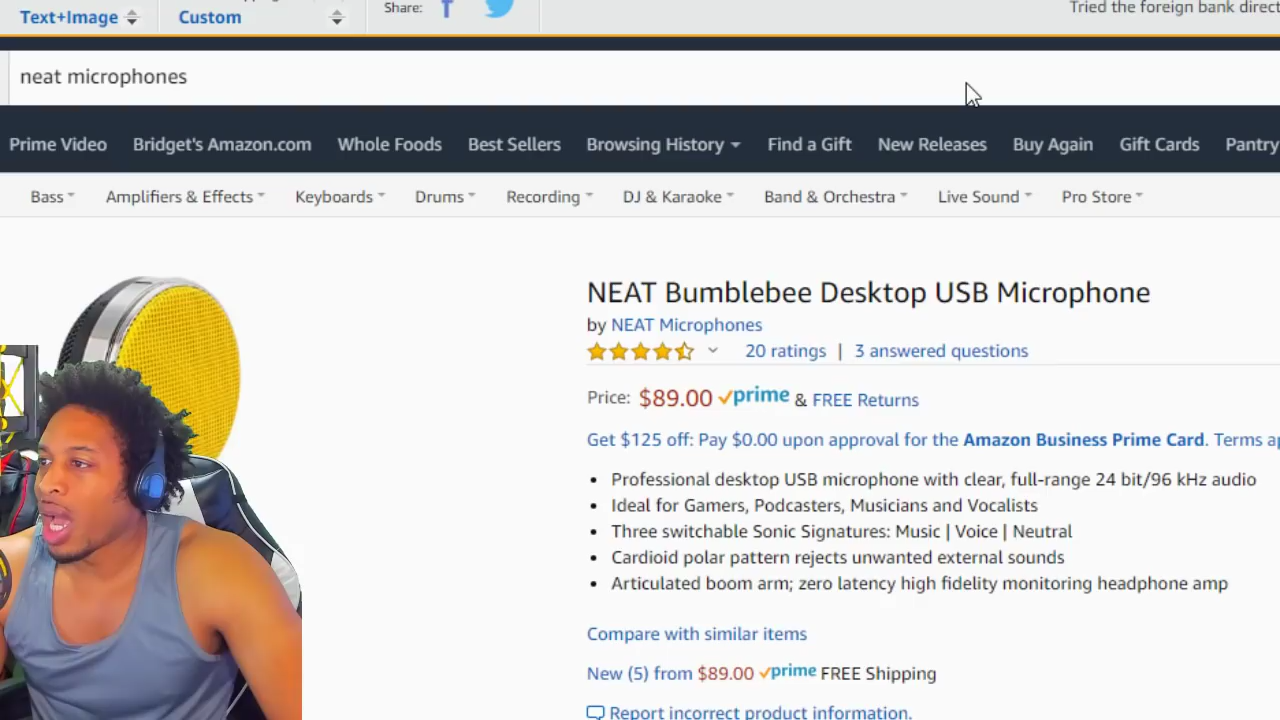 Text+Image
Custom
Share:
Tried the foreign bank direct
neat microphones
Prime Video Bridget's Amazon.com Whole Foods Best Sellers Browsing History Find a Gift New Releases Buy Again Gift Cards Pantry
Bass Amplifiers & Effects Keyboards Drums Recording DJ & Karaoke Band & Orchestra Live Sound Pro Store
NEAT Bumblebee Desktop USB Microphone
by NEAT Microphones
20 ratings | 3 answered questions
Price: $89.00 prime & FREE Returns
Get $125 off: Pay $0.00 upon approval for the Amazon Business Prime Card. Terms ap
• Professional desktop USB microphone with clear, full-range 24 bit/96 kHz audio
• Ideal for Gamers, Podcasters, Musicians and Vocalists
• Three switchable Sonic Signatures: Music | Voice | Neutral
• Cardioid polar pattern rejects unwanted external sounds
• Articulated boom arm; zero latency high fidelity monitoring headphone amp
Compare with similar items
New (5) from $89.00 prime FREE Shipping
Report incorrect product information.